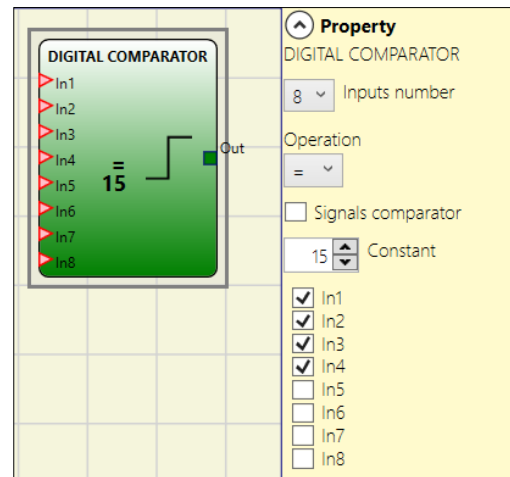 DIGITAL COMPARATOR
In1
In2
In3
In4
In5
In6
In7
In8
=
15
Out
Property
DIGITAL COMPARATOR
8 Inputs number
Operation
=
Signals comparator
15 Constant
In1
In2
In3
In4
In5
In6
In7
In8